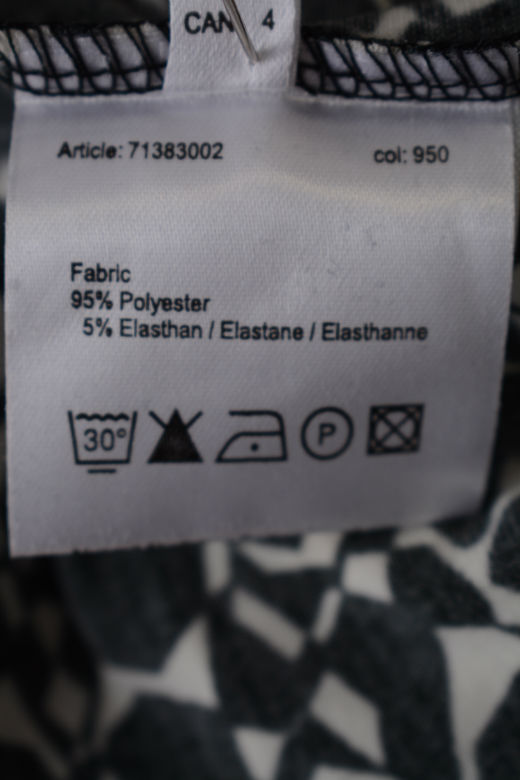 CAN 4
Article: 71383002 col: 950
Fabric
95% Polyester
5% Elasthan / Elastane / Elasthanne
30° P